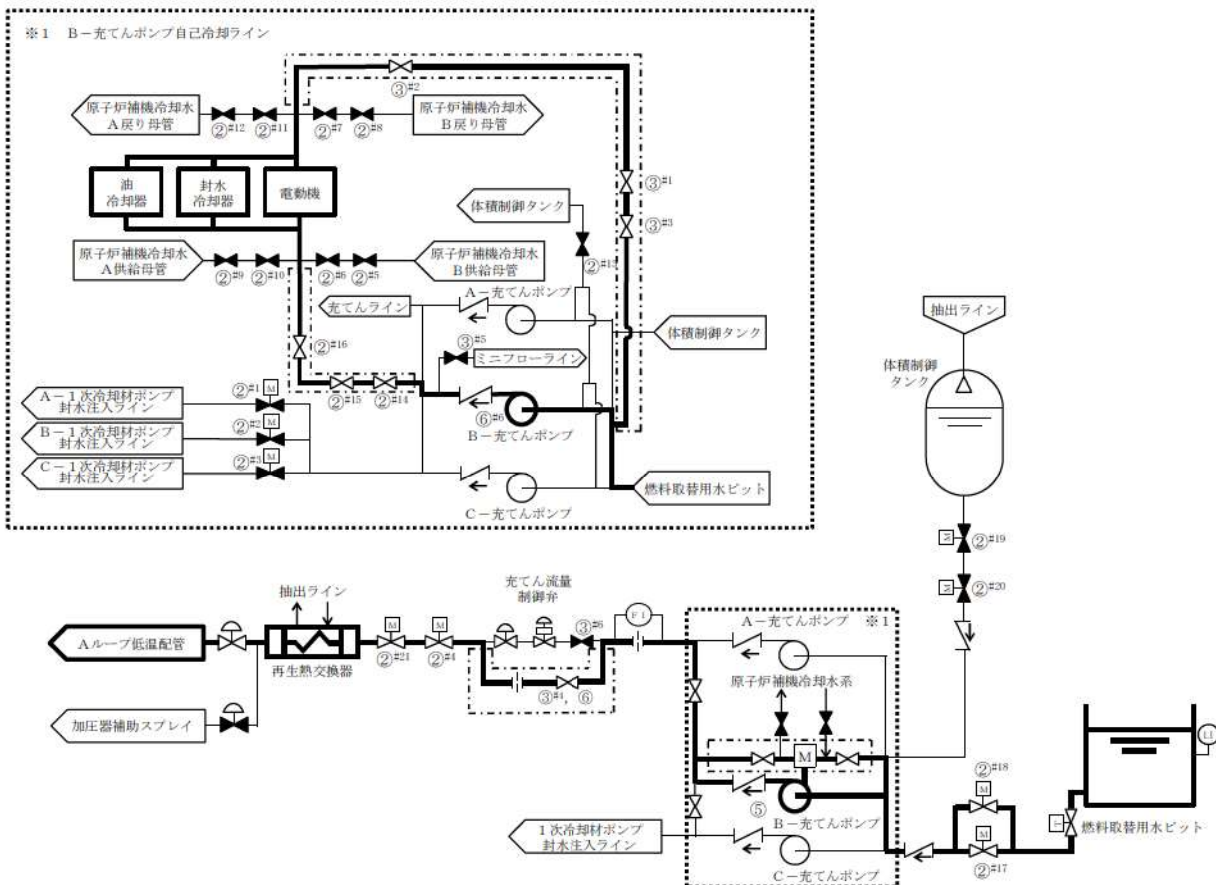 ※1 B－充てんポンプ自己冷却ライン
③#2
原子炉補機冷却水
A戻り母管
②#12
②#11
②#7
②#8
原子炉補機冷却水
B戻り母管
油
冷却器
封水
冷却器
電動機
③#1
③#3
体積制御タンク
②#13
原子炉補機冷却水
A供給母管
②#9
②#10
②#6
②#5
原子炉補機冷却水
B供給母管
充てんライン
A－充てんポンプ
体積制御タンク
②#16
③#5
ミニフローライン
②#15
②#14
⑥#6
B－充てんポンプ
A－1次冷却材ポンプ
封水注入ライン
②#1
M
B－1次冷却材ポンプ
封水注入ライン
②#2
M
C－1次冷却材ポンプ
封水注入ライン
②#3
M
C－充てんポンプ
燃料取替用水ピット
抽出ライン
体積制御
タンク
M
②#19
M
②#20
Aループ低温配管
抽出ライン
再生熱交換器
M
②#21
M
②#4
充てん流量
制御弁
③#6
③#4, ⑥
FI
加圧器補助スプレイ
A－充てんポンプ
※1
原子炉補機冷却水系
M
⑤
B－充てんポンプ
1次冷却材ポンプ
封水注入ライン
C－充てんポンプ
②#18
M
M
②#17
T
LI
燃料取替用水ピット